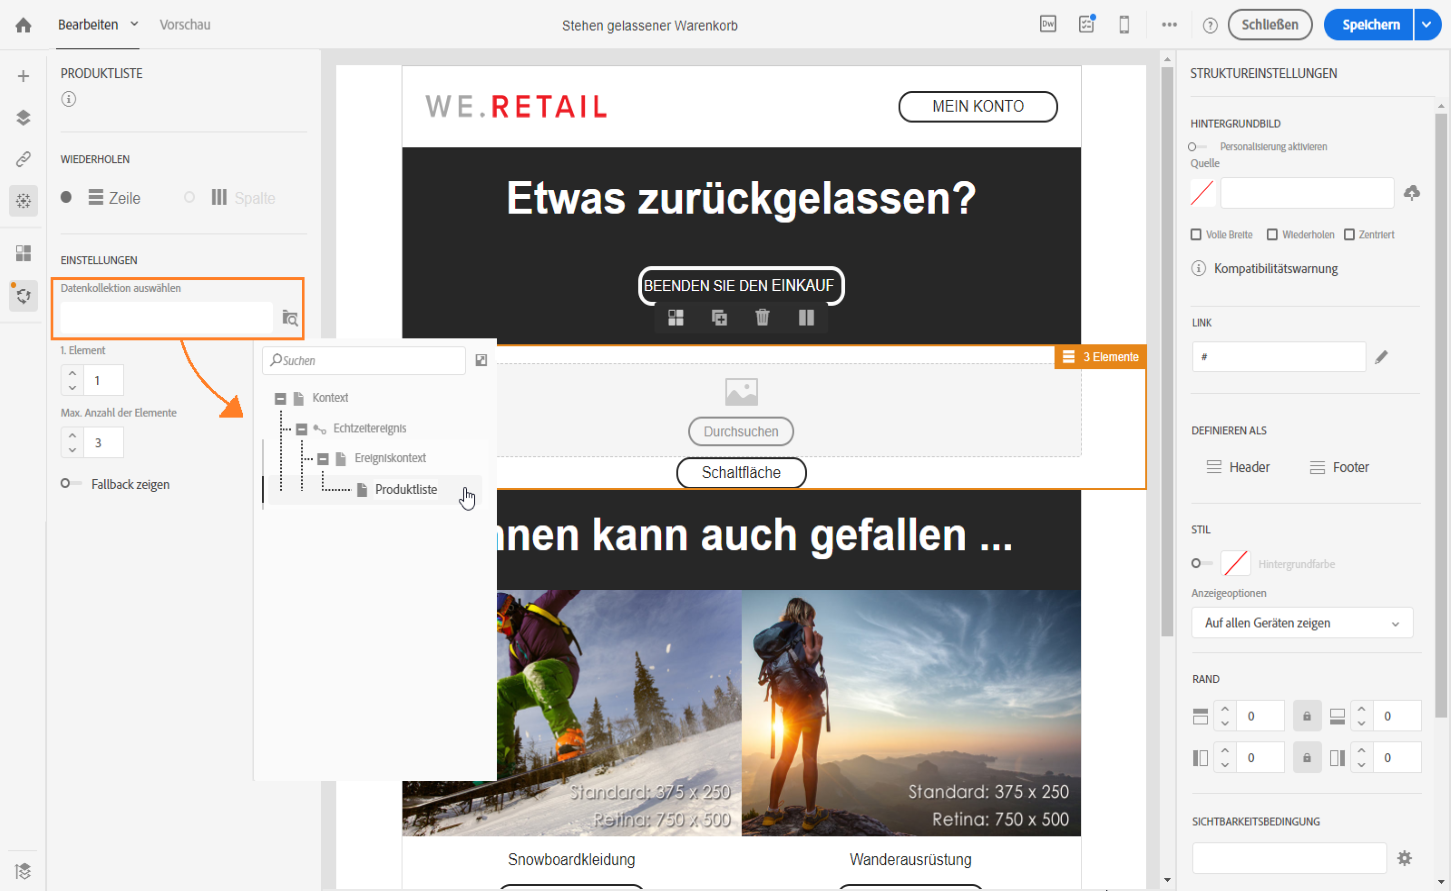 Bearbeiten
Vorschau
Stehen gelassener Warenkorb
Dw
?
Schließen
Speichern
PRODUKTLISTE
WIEDERHOLEN
Zeile
Spalte
EINSTELLUNGEN
Datenkollektion auswählen
1. Element
1
Max. Anzahl der Elemente
3
Fallback zeigen
Suchen
Kontext
Echtzeitereignis
Ereigniskontext
Produktliste
WE.RETAIL
MEIN KONTO
Etwas zurückgelassen?
BEENDEN SIE DEN EINKAUF
3 Elemente
Durchsuchen
Schaltfläche
nnen kann auch gefallen ...
Standard: 375 x 250
Retina: 750 x 500
Standard: 375 x 250
Retina: 750 x 500
Snowboardkleidung
Wanderausrüstung
STRUKTUREINSTELLUNGEN
HINTERGRUNDBILD
Personalisierung aktivieren
Quelle
Volle Breite
Wiederholen
Zentriert
Kompatibilitätswarnung
LINK
#
DEFINIEREN ALS
Header
Footer
STIL
Hintergrundfarbe
Anzeigeoptionen
Auf allen Geräten zeigen
RAND
0
0
0
0
SICHTBARKEITSBEDINGUNG